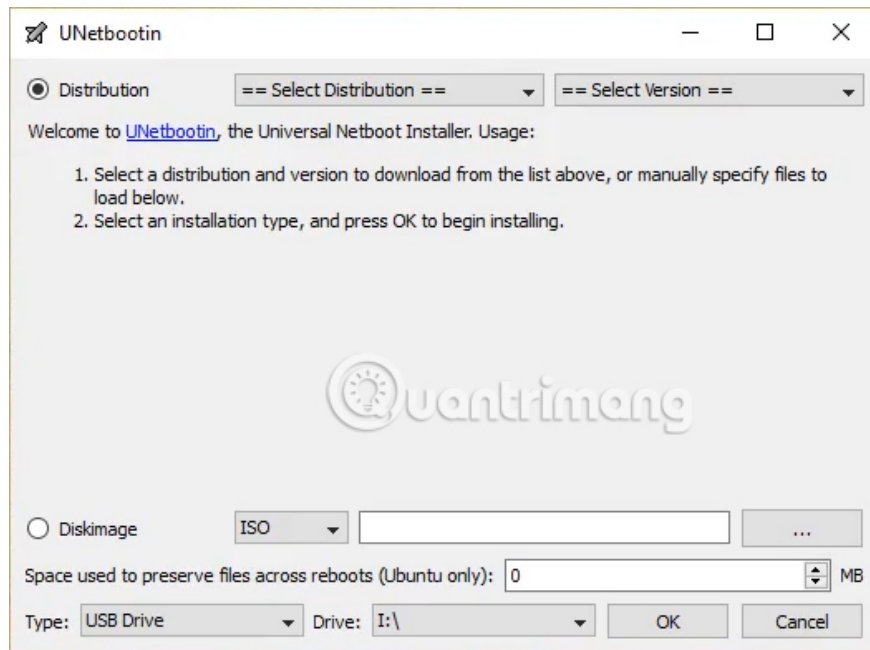 UNetbootin
Distribution == Select Distribution == == Select Version ==
Welcome to UNetbootin, the Universal Netboot Installer. Usage:
1. Select a distribution and version to download from the list above, or manually specify files to
load below.
2. Select an installation type, and press OK to begin installing.
Quantrimang
Diskimage ISO ...
Space used to preserve files across reboots (Ubuntu only): 0 MB
Type: USB Drive Drive: I:\ OK Cancel